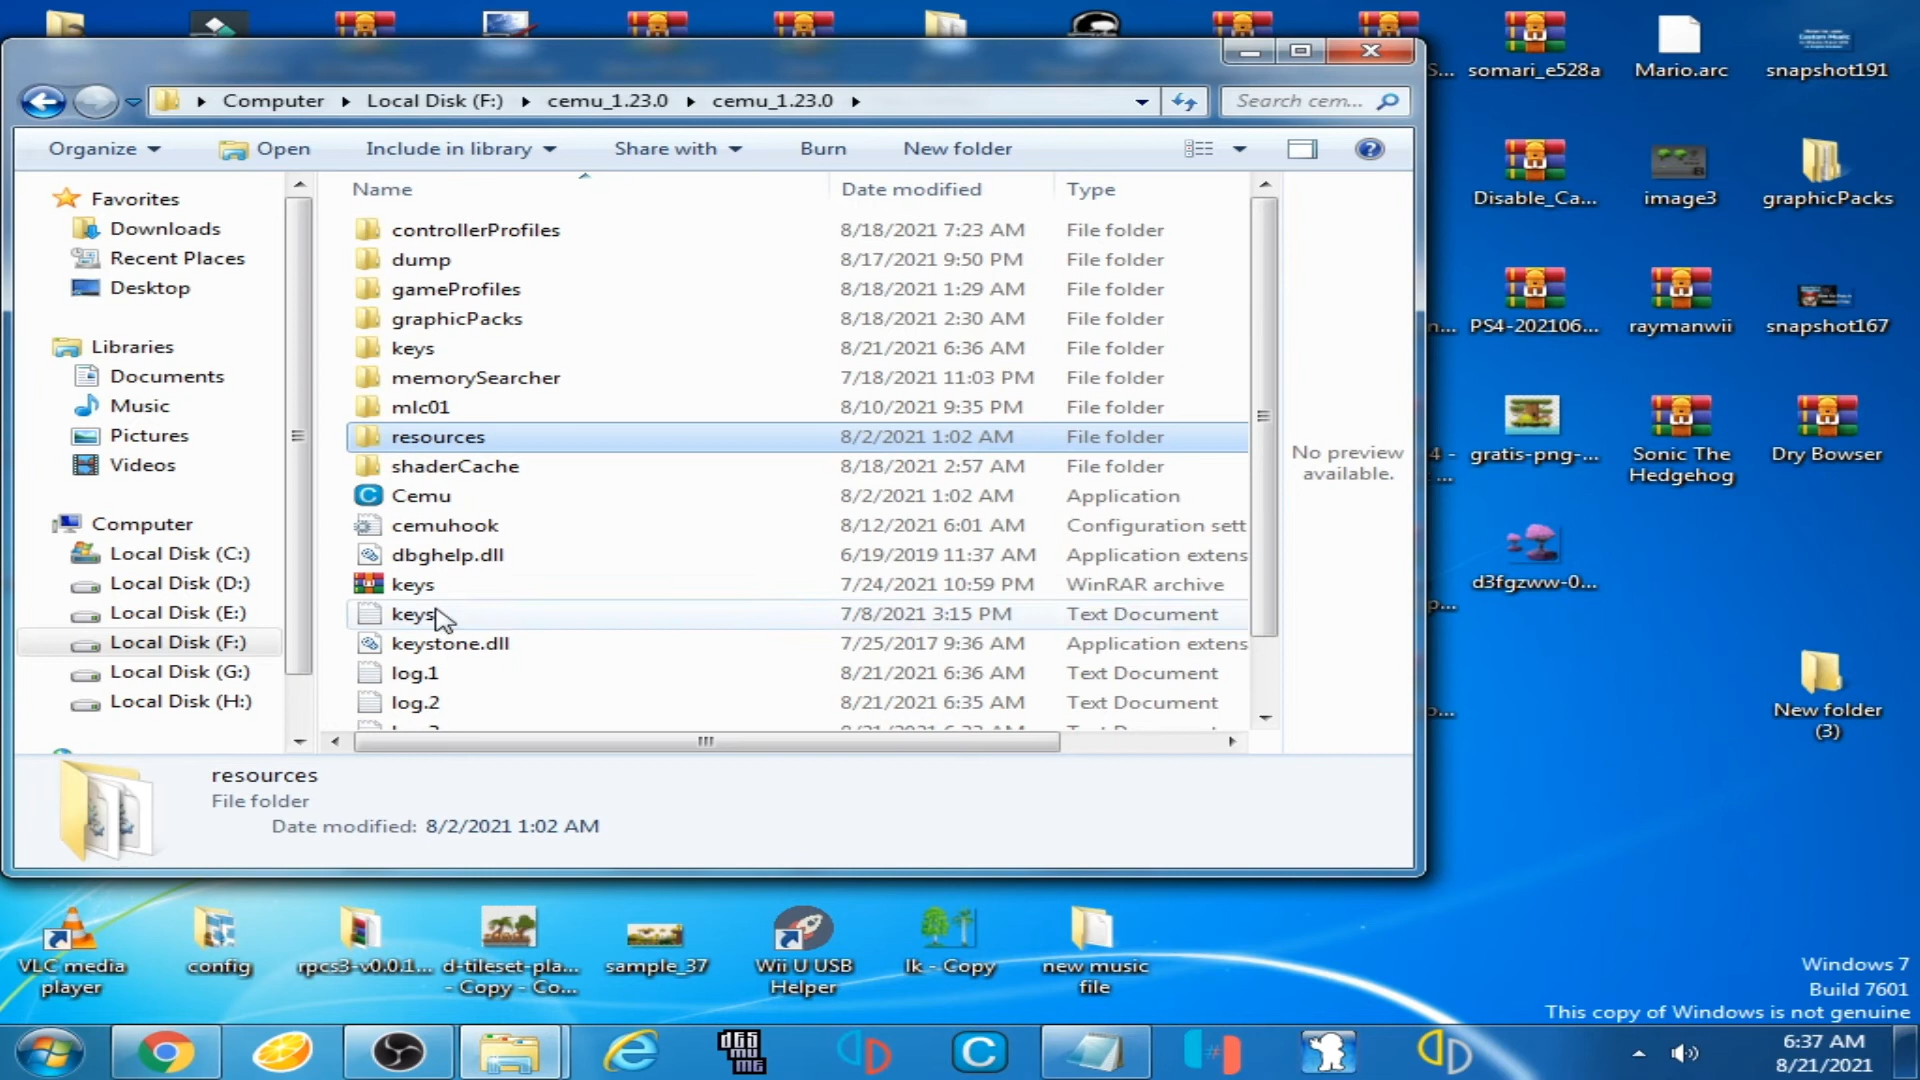 Computer Local Disk (F:) cemu_1.23.0 cemu_1.23.0
Search cem...
Organize Open Include in library Share with Burn New folder
Favorites
Downloads
Recent Places
Desktop
Libraries
Documents
Music
Pictures
Videos
Computer
Local Disk (C:)
Local Disk (D:)
Local Disk (E:)
Local Disk (F:)
Local Disk (G:)
Local Disk (H:)
Name Date modified Type
controllerProfiles 8/18/2021 7:23 AM File folder
dump 8/17/2021 9:50 PM File folder
gameProfiles 8/18/2021 1:29 AM File folder
graphicPacks 8/18/2021 2:30 AM File folder
keys 8/21/2021 6:36 AM File folder
memorySearcher 7/18/2021 11:03 PM File folder
mlc01 8/10/2021 9:35 PM File folder
resources 8/2/2021 1:02 AM File folder
shaderCache 8/18/2021 2:57 AM File folder
Cemu 8/2/2021 1:02 AM Application
cemuhook 8/12/2021 6:01 AM Configuration sett
dbghelp.dll 6/19/2019 11:37 AM Application extens
keys 7/24/2021 10:59 PM WinRAR archive
keys 7/8/2021 3:15 PM Text Document
keystone.dll 7/25/2017 9:36 AM Application extens
log.1 8/21/2021 6:36 AM Text Document
log.2 8/21/2021 6:35 AM Text Document
No preview
available.
resources
File folder
Date modified: 8/2/2021 1:02 AM
somari_e528a
Mario.arc
snapshot191
Disable_Ca...
image3
graphicPacks
PS4-202106...
raymanwii
snapshot167
gratis-png-...
Sonic The
Hedgehog
Dry Bowser
d3fgzww-0...
New folder
(3)
VLC media
player
config
rpcs3-v0.0.1...
d-tileset-pla...
- Copy - Co...
sample_37
Wii U USB
Helper
lk - Copy
new music
file
Windows 7
Build 7601
This copy of Windows is not genuine
6:37 AM
8/21/2021